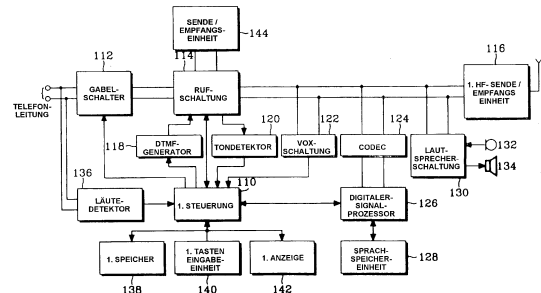 SENDE /
EMPFANGS-
EINHEIT
144
112
114
116
GABEL-
SCHALTER
RUF-
SCHALTUNG
1. HF- SENDE /
EMPFANGS
EINHEIT
TELEFON-
LEITUNG
118
DTMF-
GENERATOR
120
TONDETEKTOR
122
VOX-
SCHALTUNG
124
CODEC
LAUT-
SPRECHER-
SCHALTUNG
132
134
130
136
LÄUTE-
DETEKTOR
110
1. STEUERUNG
DIGITALER-
SIGNAL-
PROZESSOR
126
1. SPEICHER
138
1. TASTEN
EINGABE-
EINHEIT
140
1. ANZEIGE
142
SPRACH-
SPEICHER-
EINHEIT
128